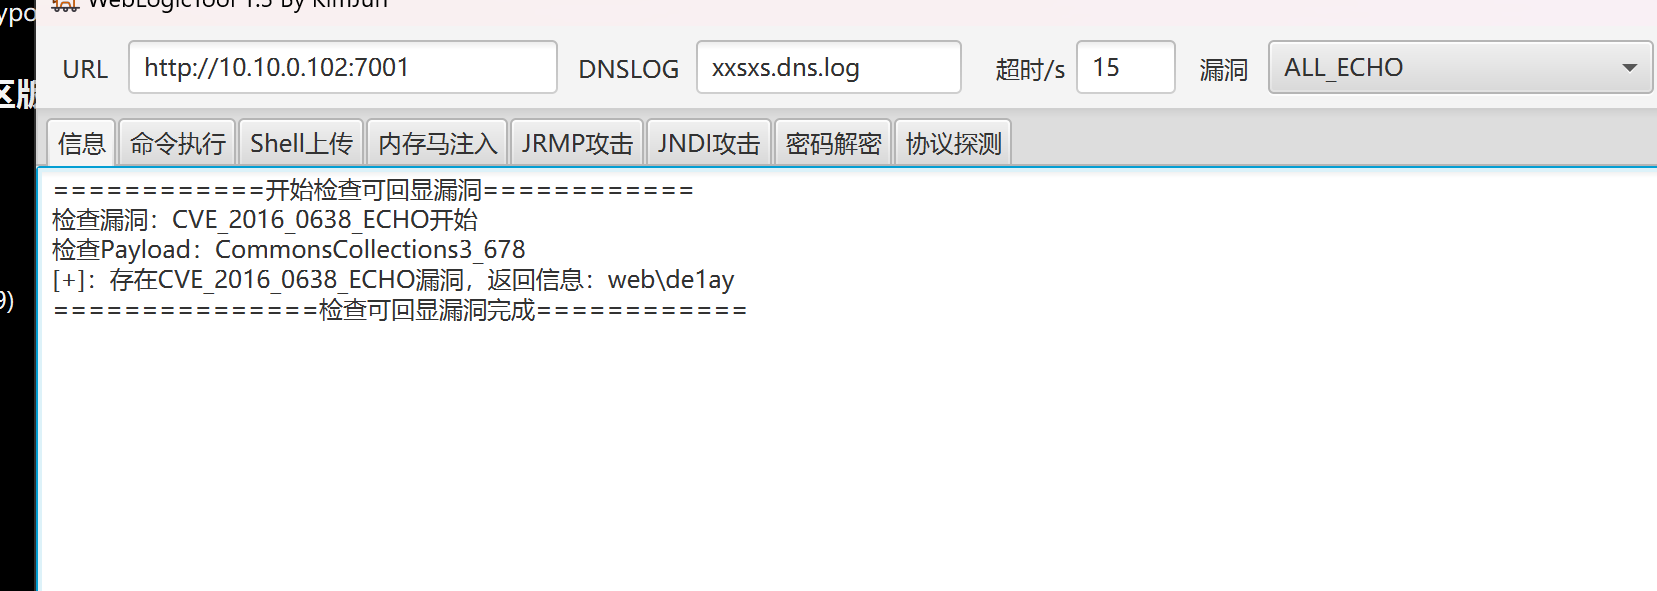 WebLogicTool 1.3 By KimJun
URL http://10.10.0.102:7001 DNSLOG xxsxs.dns.log 超时/s 15 漏洞 ALL_ECHO
信息 命令执行 Shell上传 内存马注入 JRMP攻击 JNDI攻击 密码解密 协议探测
============开始检查可回显漏洞============
检查漏洞：CVE_2016_0638_ECHO开始
检查Payload：CommonsCollections3_678
[+]：存在CVE_2016_0638_ECHO漏洞，返回信息：web\de1ay
===============检查可回显漏洞完成============
区版
9)